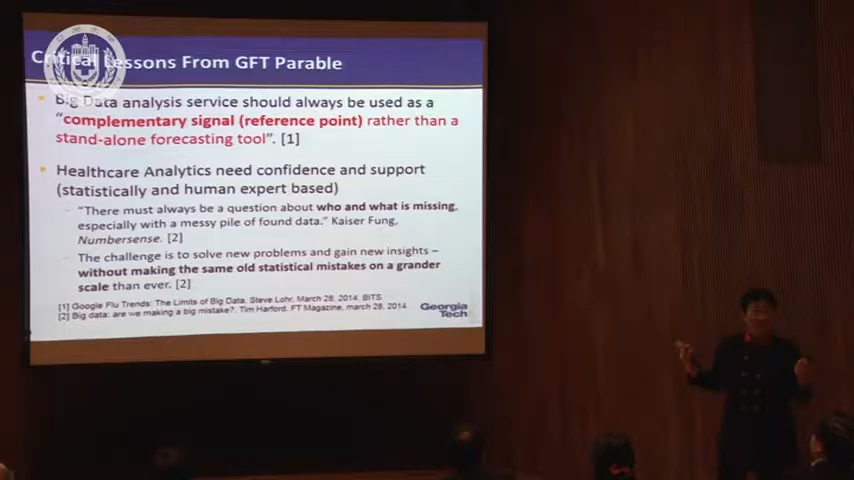 Critical Lessons From GFT Parable
Big Data analysis service should always be used as a
“complementary signal (reference point) rather than a
stand-alone forecasting tool”. [1]
Healthcare Analytics need confidence and support
(statistically and human expert based)
“There must always be a question about who and what is missing,
especially with a messy pile of found data.” Kaiser Fung,
Numbersense. [2]
The challenge is to solve new problems and gain new insights –
without making the same old statistical mistakes on a grander
scale than ever. [2]
[1] Google Flu Trends: The Limits of Big Data, Steve Lohr, March 28, 2014. BITS
[2] Big data: are we making a big mistake?, Tim Harford, FT Magazine, march 28, 2014
Georgia
Tech